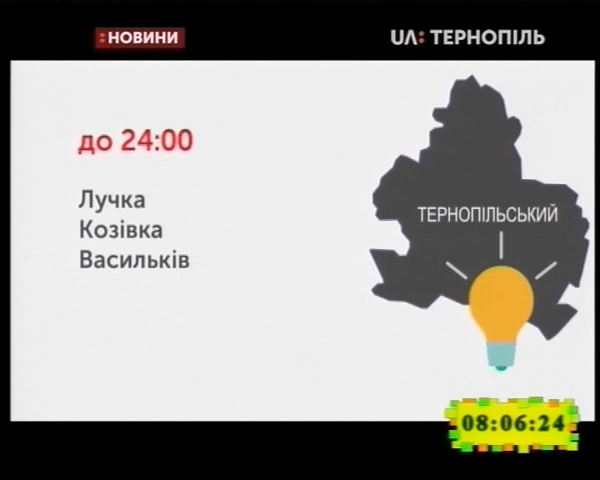 :НОВИНИ
UA: ТЕРНОПІЛЬ
до 24:00
Лучка
Козівка
Васильків
ТЕРНОПІЛЬСЬКИЙ
08:06:24